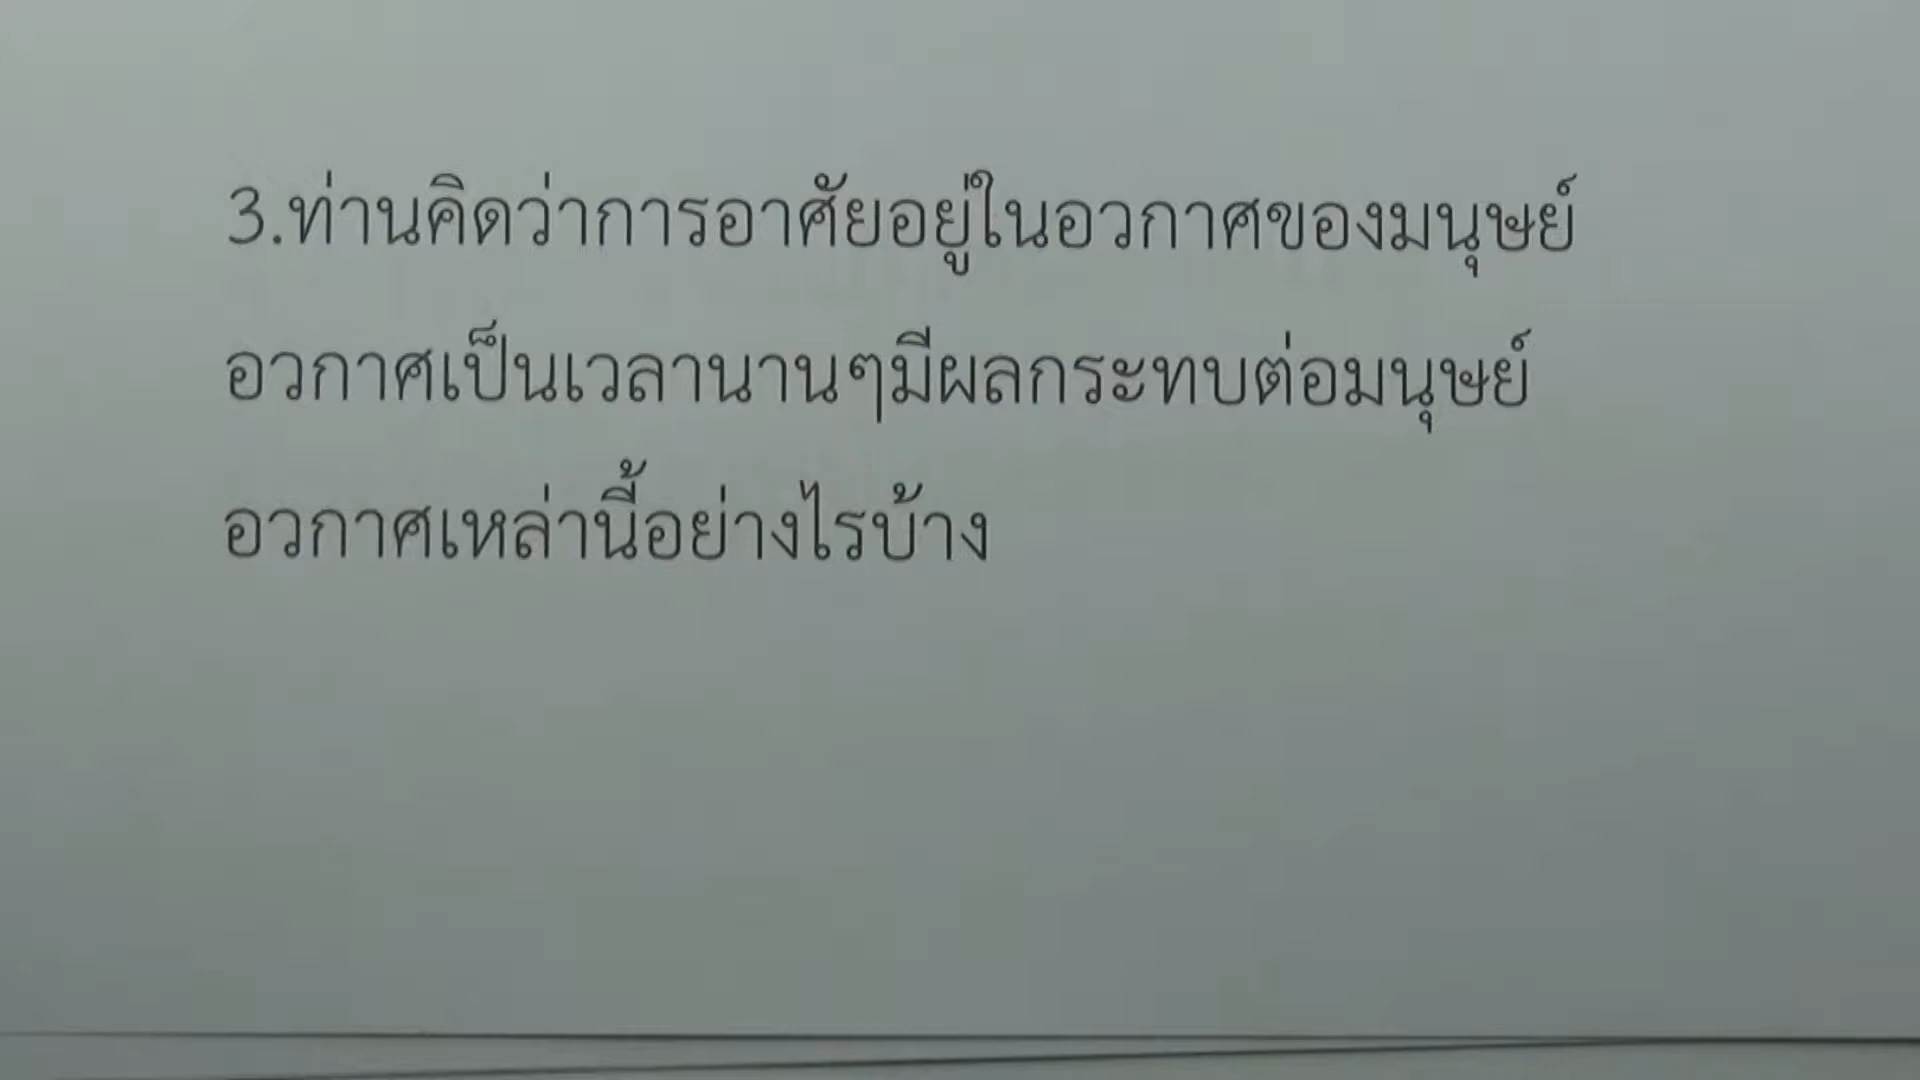 3.ท่านคิดว่าการอาศัยอยู่ในอวกาศของมนุษย์
อวกาศเป็นเวลานานๆมีผลกระทบต่อมนุษย์
อวกาศเหล่านี้อย่างไรบ้าง